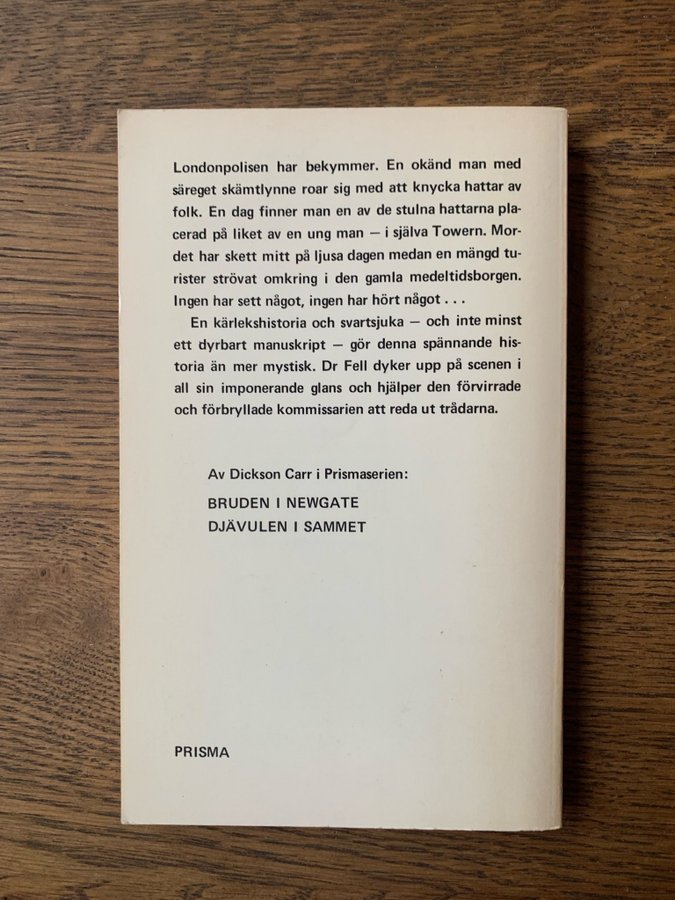 Londonpolisen har bekymmer. En okänd man med
säreget skämtlynne roar sig med att knycka hattar av
folk. En dag finner man en av de stulna hattarna pla-
cerad på liket av en ung man – i själva Towern. Mor-
det har skett mitt på ljusa dagen medan en mängd tu-
rister strövat omkring i den gamla medeltidsborgen.
Ingen har sett något, ingen har hört något . . .
En kärlekshistoria och svartsjuka – och inte minst
ett dyrbart manuskript – gör denna spännande his-
toria än mer mystisk. Dr Fell dyker upp på scenen i
all sin imponerande glans och hjälper den förvirrade
och förbryllade kommissarien att reda ut trådarna.
Av Dickson Carr i Prismaserien:
BRUDEN I NEWGATE
DJÄVULEN I SAMMET
PRISMA